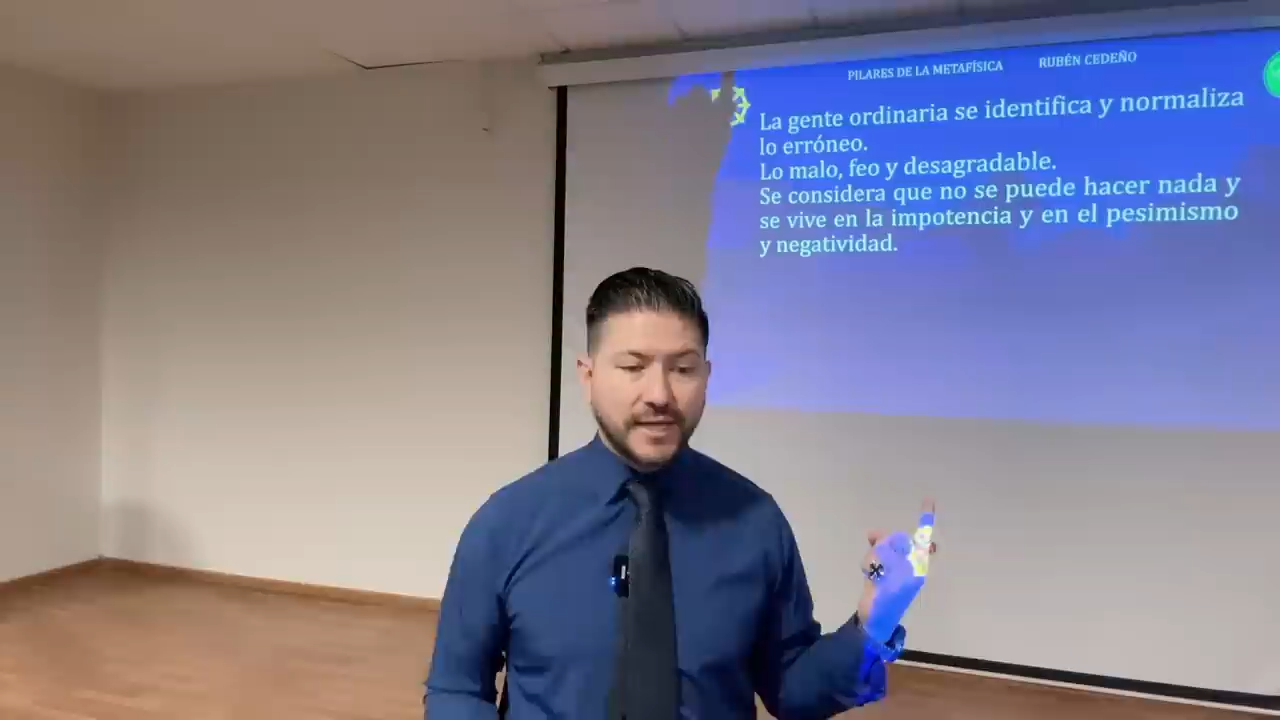 PILARES DE LA METAFÍSICA RUBÉN CEDEÑO
La gente ordinaria se identifica y normaliza
lo erróneo.
Lo malo, feo y desagradable.
Se considera que no se puede hacer nada y
se vive en la impotencia y en el pesimismo
y negatividad.